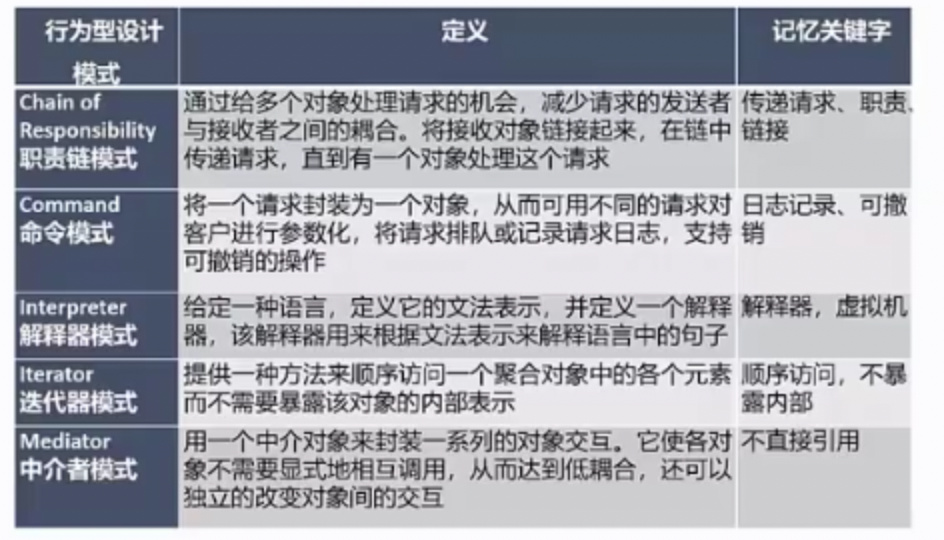 行为型设计
模式
定义
记忆关键字
Chain of
Responsibility
职责链模式
通过给多个对象处理请求的机会，减少请求的发送者
与接收者之间的耦合。将接收对象链接起来，在链中
传递请求，直到有一个对象处理这个请求
传递请求、职责、
链接
Command
命令模式
将一个请求封装为一个对象，从而可用不同的请求对
客户进行参数化，将请求排队或记录请求日志，支持
可撤销的操作
日志记录、可撤
销
Interpreter
解释器模式
给定一种语言，定义它的文法表示，并定义一个解释
器，该解释器用来根据文法表示来解释语言中的句子
解释器，虚拟机
Iterator
迭代器模式
提供一种方法来顺序访问一个聚合对象中的各个元素
而不需要暴露该对象的内部表示
顺序访问，不暴
露内部
Mediator
中介者模式
用一个中介对象来封装一系列的对象交互。它使各对
象不需要显式地相互调用，从而达到低耦合，还可以
独立的改变对象间的交互
不直接引用